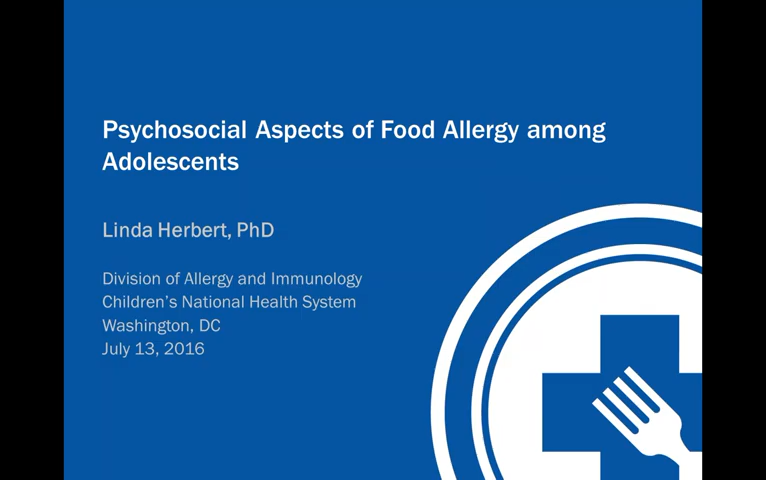 Psychosocial Aspects of Food Allergy among
Adolescents
Linda Herbert, PhD
Division of Allergy and Immunology
Children's National Health System
Washington, DC
July 13, 2016